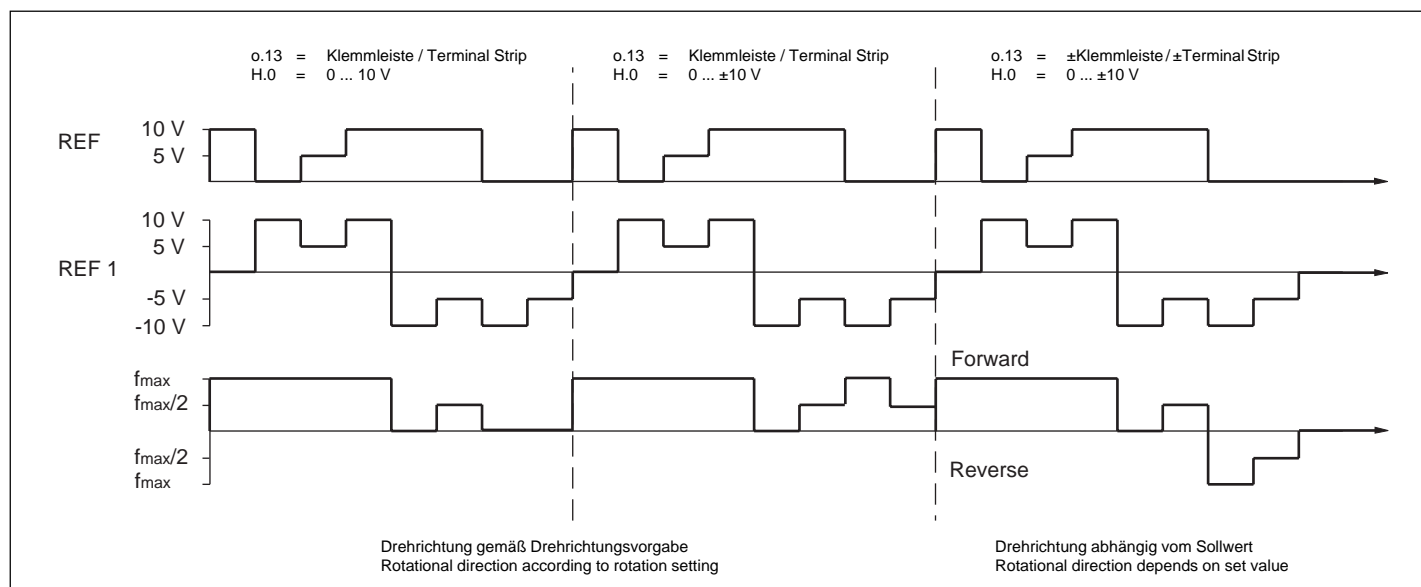 o.13 = Klemmleiste / Terminal Strip
H.0 = 0 ... 10 V
o.13 = Klemmleiste / Terminal Strip
H.0 = 0 ... ±10 V
o.13 = ±Klemmleiste / ±Terminal Strip
H.0 = 0 ... ±10 V
REF
10 V
5 V
REF 1
10 V
5 V
-5 V
-10 V
Forward
fmax
fmax/2
fmax/2
fmax
Reverse
Drehrichtung gemäß Drehrichtungsvorgabe
Rotational direction according to rotation setting
Drehrichtung abhängig vom Sollwert
Rotational direction depends on set value